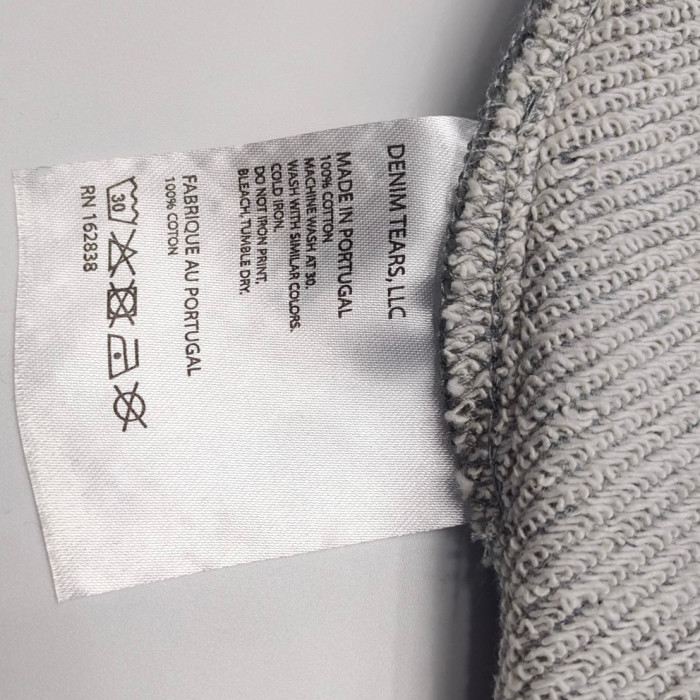 DENIM TEARS, LLC
MADE IN PORTUGAL
100% COTTON
MACHINE WASH AT 30.
WASH WITH SIMILAR COLORS.
COLD IRON.
DO NOT IRON PRINT,
BLEACH, TUMBLE DRY.
FABRIQUE AU PORTUGAL
100% COTON
30
RN 162838